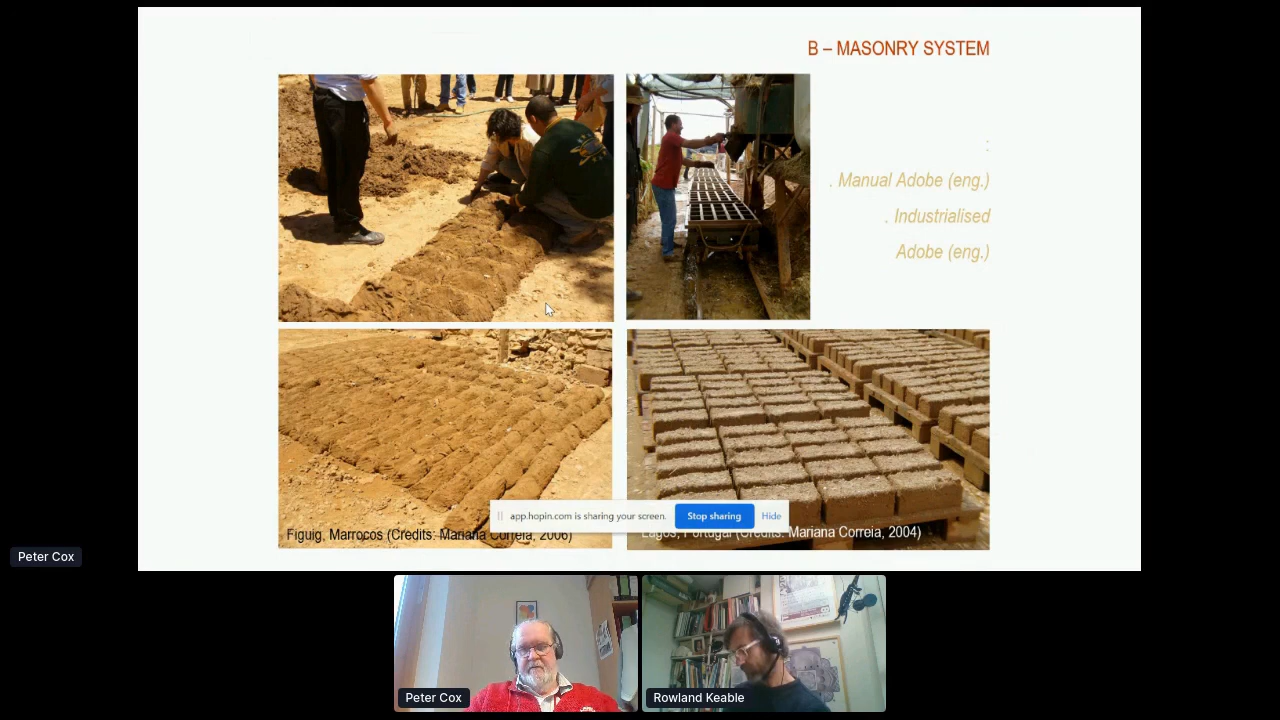 B – MASONRY SYSTEM
:
. Manual Adobe (eng.)
. Industrialised
Adobe (eng.)
app.hopin.com is sharing your screen.
Stop sharing
Hide
Figuig, Marrocos (Credits: Mariana Correia, 2006)
Lagos, Portugal (Credits: Mariana Correia, 2004)
Peter Cox
Peter Cox
Rowland Keable